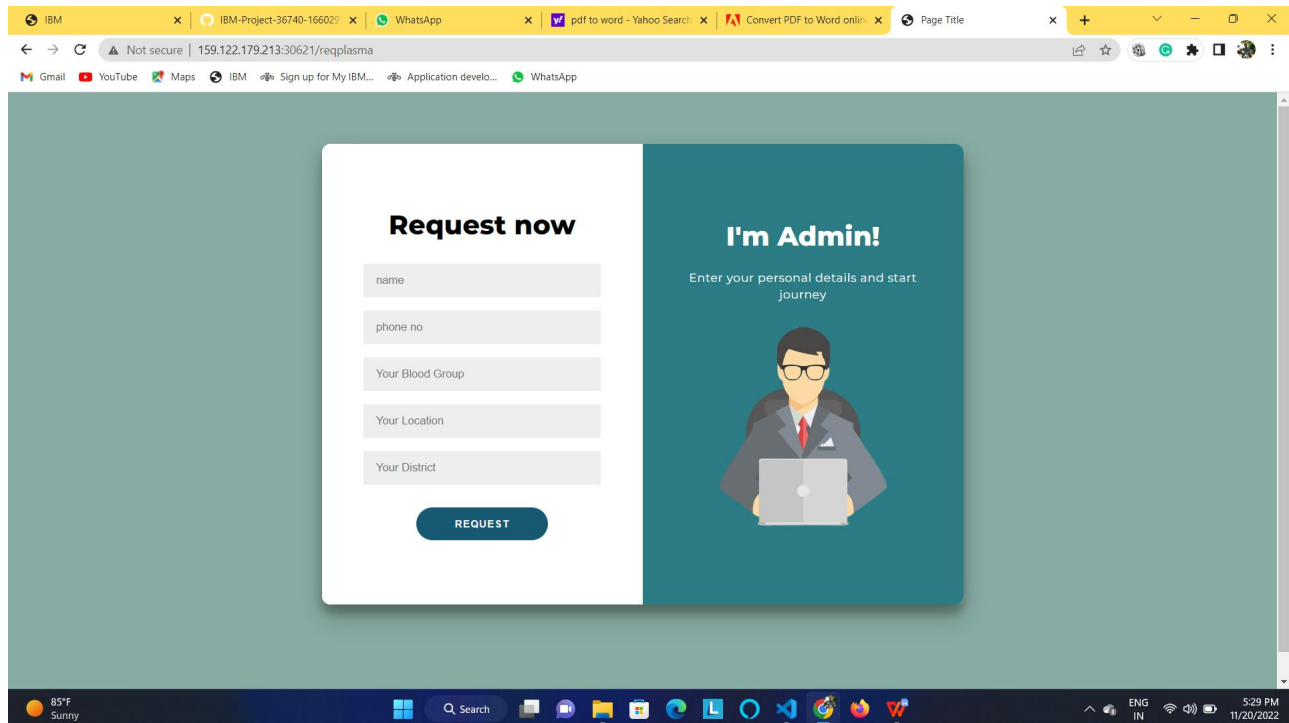 IBM
IBM-Project-36740-166029
WhatsApp
pdf to word - Yahoo Search
Convert PDF to Word onlin
Page Title
Not secure | 159.122.179.213:30621/reqplasma
Gmail
YouTube
Maps
IBM
Sign up for My IBM...
Application develo...
WhatsApp
Request now
name
phone no
Your Blood Group
Your Location
Your District
REQUEST
I'm Admin!
Enter your personal details and start
journey
85°F
Sunny
Search
ENG
IN
5:29 PM
11/20/2022